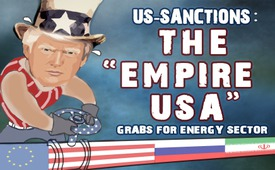 US-SANCTIONS:
THE
“EMPIRE
USA”
GRABS FOR ENERGY SECTOR